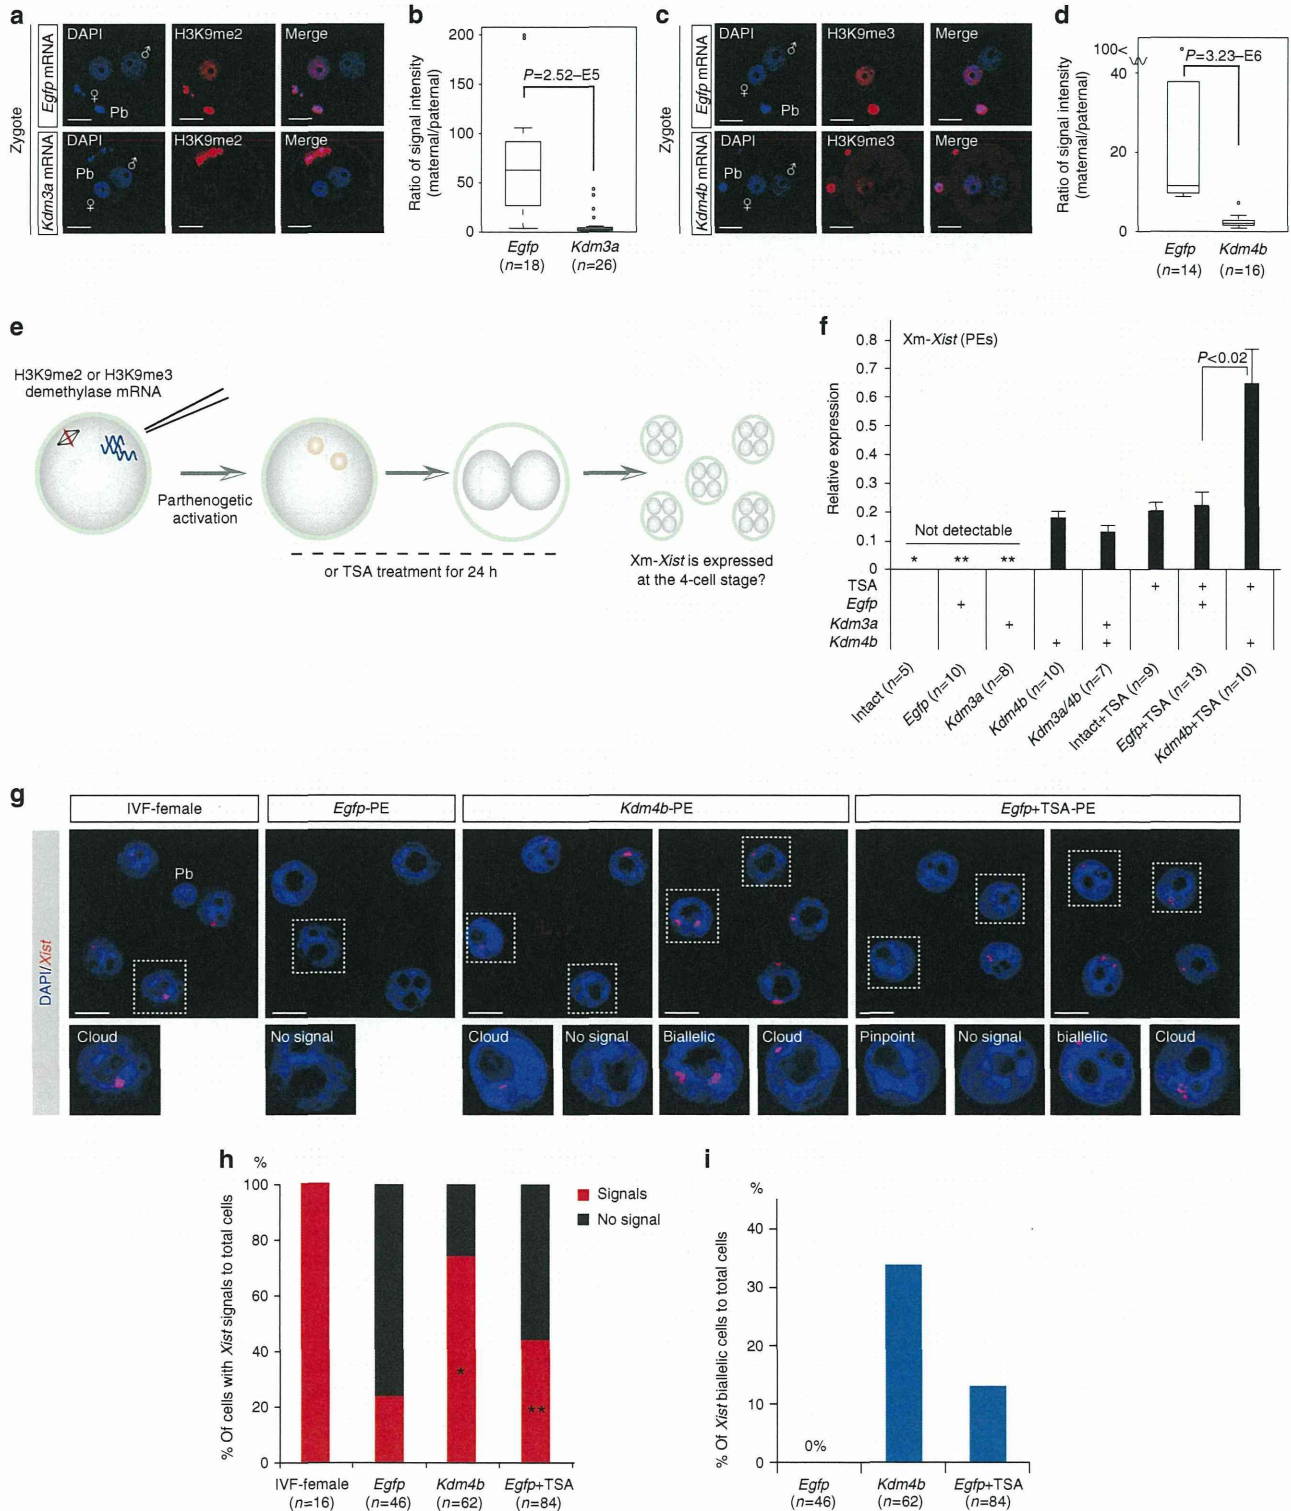 a
Zygote
Egfp mRNA
DAPI
H3K9me2
Merge
♂
♀
Pb
Kdm3a mRNA
DAPI
H3K9me2
Merge
Pb
♂
♀
b
Ratio of signal intensity
(maternal/paternal)
200
150
100
50
0
P=2.52–E5
Egfp
(n=18)
Kdm3a
(n=26)
c
Zygote
Egfp mRNA
DAPI
H3K9me3
Merge
♂
♀
Pb
Kdm4b mRNA
DAPI
H3K9me3
Merge
Pb
♂
♀
d
Ratio of signal intensity
(maternal/paternal)
100<
40
20
0
P=3.23–E6
Egfp
(n=14)
Kdm4b
(n=16)
e
H3K9me2 or H3K9me3
demethylase mRNA
Parthenogetic
activation
or TSA treatment for 24 h
Xm-Xist is expressed
at the 4-cell stage?
f
Xm-Xist (PEs)
Relative expression
0.8
0.7
0.6
0.5
0.4
0.3
0.2
0.1
0
P<0.02
Not detectable
* ** **
TSA + + +
Egfp + +
Kdm3a + +
Kdm4b + + +
Intact (n=5)
Egfp (n=10)
Kdm3a (n=8)
Kdm4b (n=10)
Kdm3a/4b (n=7)
Intact+TSA (n=9)
Egfp+TSA (n=13)
Kdm4b+TSA (n=10)
g
IVF-female
Egfp-PE
Kdm4b-PE
Egfp+TSA-PE
DAPI/Xist
Pb
Cloud
No signal
Cloud
No signal
Biallelic
Cloud
Pinpoint
No signal
biallelic
Cloud
h
%
% Of cells with Xist signals to total cells
100
80
60
40
20
0
*
**
Signals
No signal
IVF-female
(n=16)
Egfp
(n=46)
Kdm4b
(n=62)
Egfp+TSA
(n=84)
i
%
% Of Xist biallelic cells to total cells
40
30
20
10
0
0%
Egfp
(n=46)
Kdm4b
(n=62)
Egfp+TSA
(n=84)